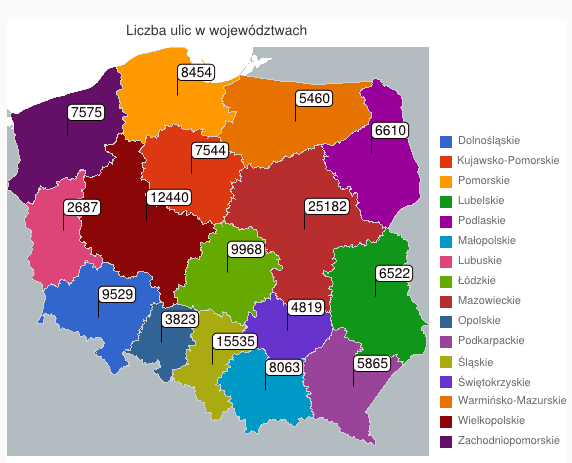 Liczba ulic w województwach
8454
5460
7575
6610
7544
12440
2687
25182
9968
6522
9529
4819
3823
15535
8063
5865
Dolnośląskie
Kujawsko-Pomorskie
Pomorskie
Lubelskie
Podlaskie
Małopolskie
Lubuskie
Łódzkie
Mazowieckie
Opolskie
Podkarpackie
Śląskie
Świętokrzyskie
Warmińsko-Mazurskie
Wielkopolskie
Zachodniopomorskie